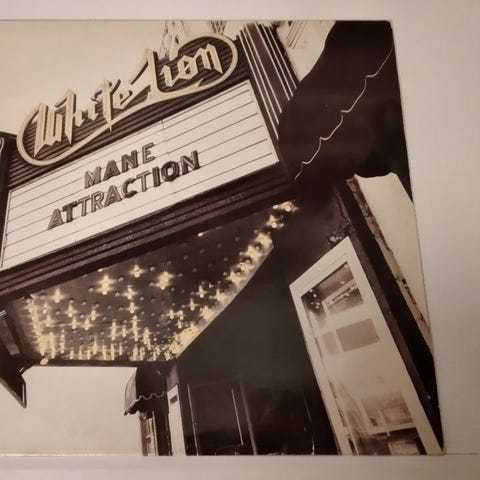 White Lion
MANE
ATTRACTION